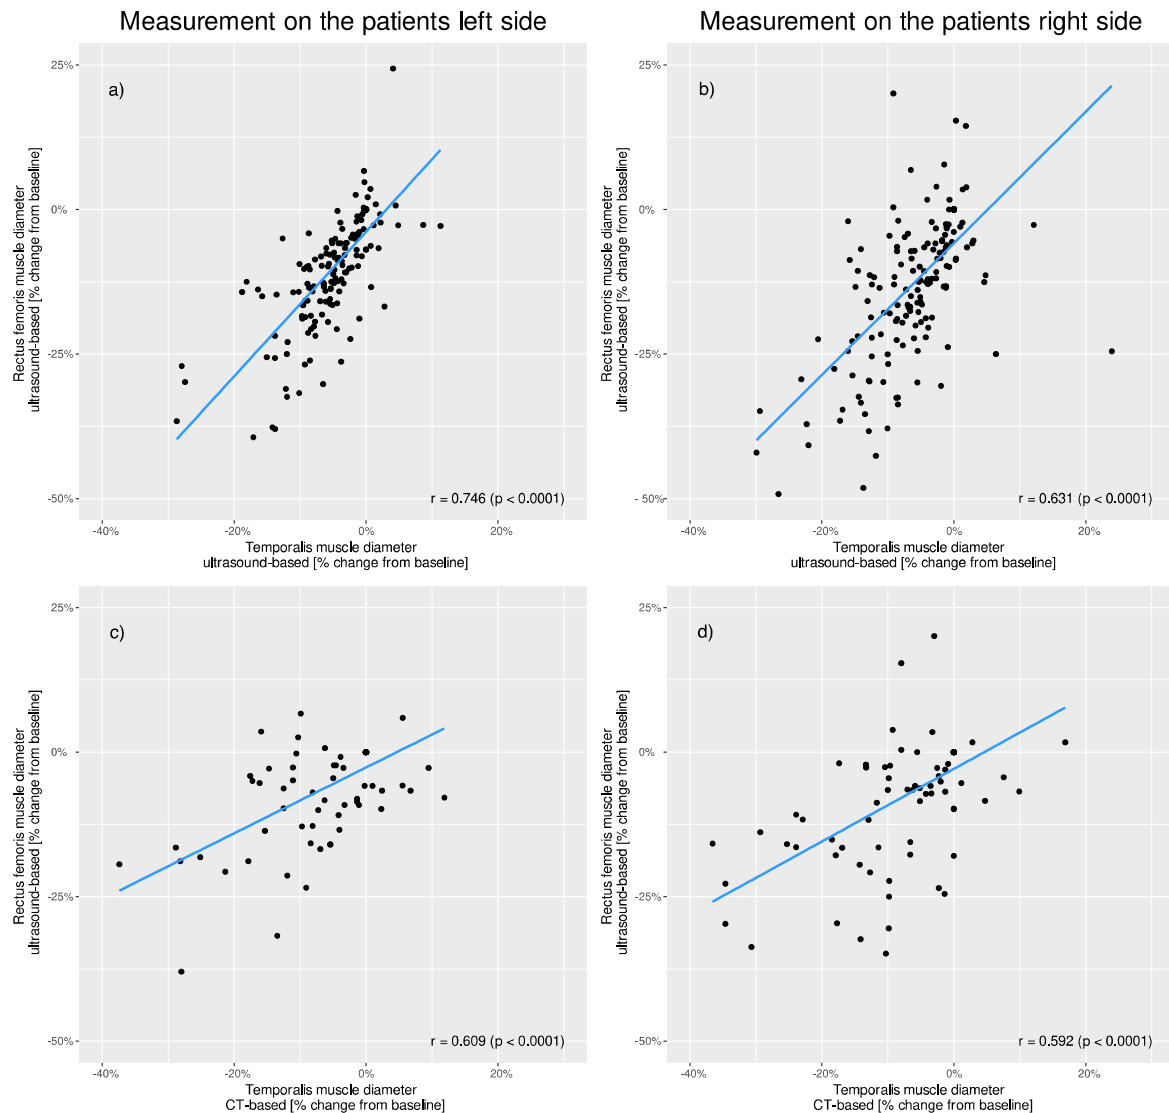 Measurement on the patients left side
Measurement on the patients right side
a)
25%
0%
-25%
-50%
Rectus femoris muscle diameter
ultrasound-based [% change from baseline]
r = 0.746 (p < 0.0001)
-40%
-20%
0%
20%
Temporalis muscle diameter
ultrasound-based [% change from baseline]
b)
25%
0%
-25%
- 50%
Rectus femoris muscle diameter
ultrasound-based [% change from baseline]
r = 0.631 (p < 0.0001)
-40%
-20%
0%
20%
Temporalis muscle diameter
ultrasound-based [% change from baseline]
c)
25%
0%
-25%
-50%
Rectus femoris muscle diameter
ultrasound-based [% change from baseline]
r = 0.609 (p < 0.0001)
-40%
-20%
0%
20%
Temporalis muscle diameter
CT-based [% change from baseline]
d)
25%
0%
-25%
-50%
Rectus femoris muscle diameter
ultrasound-based [% change from baseline]
r = 0.592 (p < 0.0001)
-40%
-20%
0%
20%
Temporalis muscle diameter
CT-based [% change from baseline]